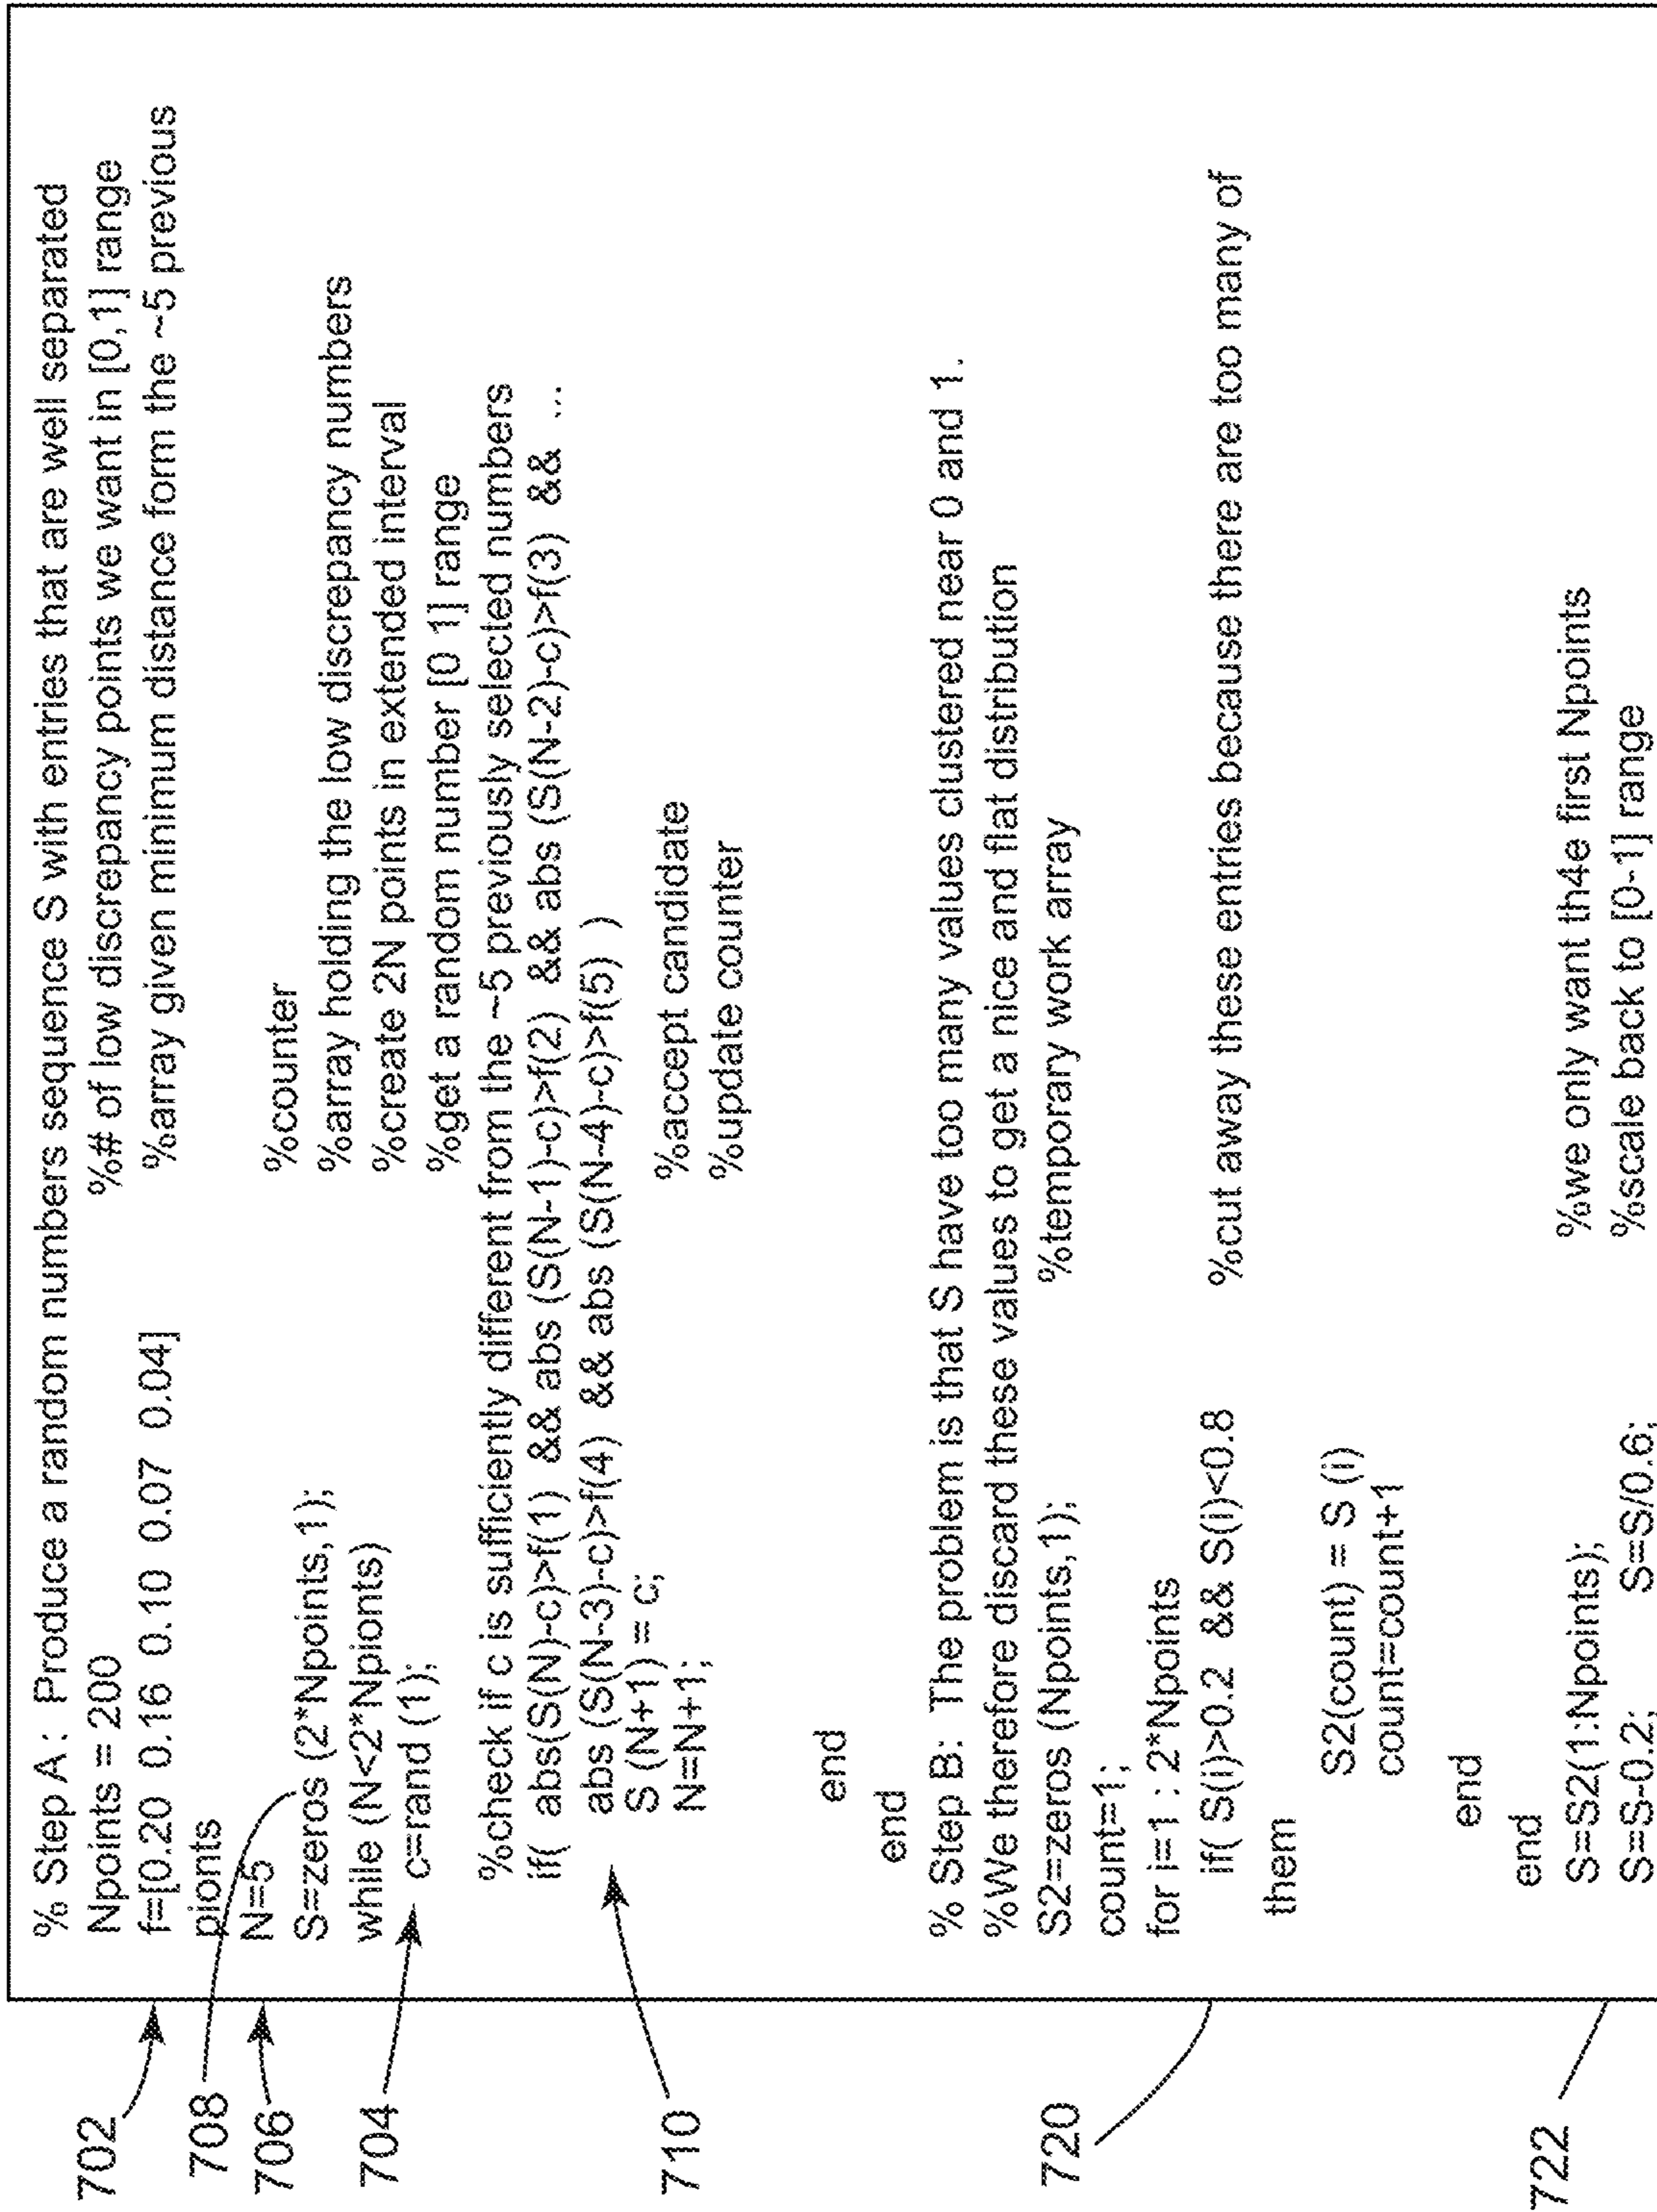 % Step A: Produce a random numbers sequence S with entries that are well separated
Npoints = 200 %# of low discrepancy points we want in [0,1] range
f=[0.20 0.16 0.10 0.07 0.04] %array given minimum distance form the ~5 previous
pionts
N=5 %counter
S=zeros (2*Npoints,1); %array holding the low discrepancy numbers
while (N<2*Npionts) %create 2N points in extended interval
c=rand (1); %get a random number [0 1] range
%check if c is sufficiently different from the ~5 previously selected numbers
if( abs(S(N)-c)>f(1) && abs (S(N-1)-c)>f(2) && abs (S(N-2)-c)>f(3) && ...
abs (S(N-3)-c)>f(4) && abs (S(N-4)-c)>f(5) )
S (N+1) = c; %accept candidate
N=N+1; %update counter
end
end
% Step B: The problem is that S have too many values clustered near 0 and 1.
%We therefore discard these values to get a nice and flat distribution
S2=zeros (Npoints,1); %temporary work array
count=1;
for i=1 : 2*Npoints
if( S(i)>0.2 && S(i)<0.8 %cut away these entries because there are too many of
them
S2(count) = S (i)
count=count+1
end
end
S=S2(1:Npoints); %we only want th4e first Npoints
S=S-0.2; S=S/0.6; %scale back to [0-1] range
702
708
706
704
710
720
722